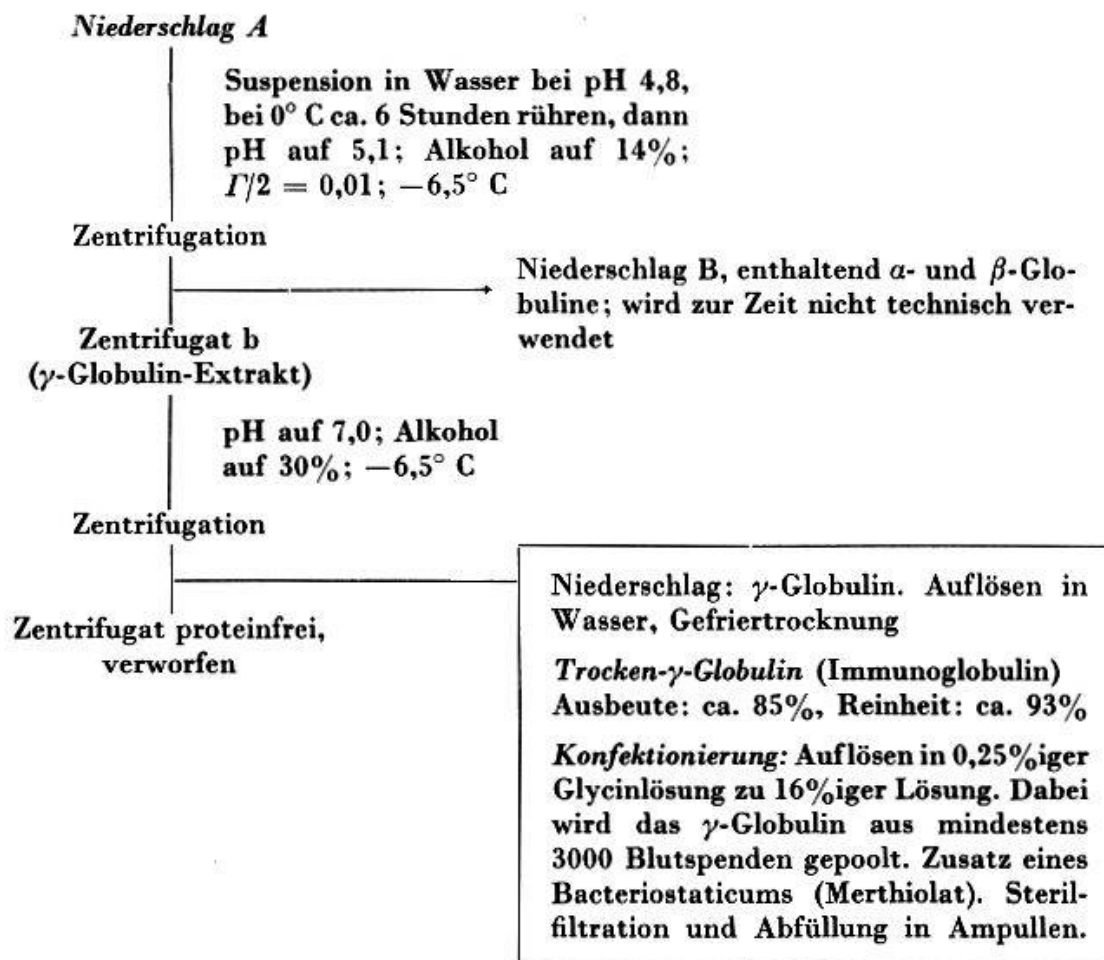 Niederschlag A
Suspension in Wasser bei pH 4,8,
bei 0° C ca. 6 Stunden rühren, dann
pH auf 5,1; Alkohol auf 14%;
Γ/2 = 0,01; —6,5° C
Zentrifugation
Niederschlag B, enthaltend α- und β-Glo-
buline; wird zur Zeit nicht technisch ver-
wendet
Zentrifugat b
(γ-Globulin-Extrakt)
pH auf 7,0; Alkohol
auf 30%; —6,5° C
Zentrifugation
Zentrifugat proteinfrei,
verworfen
Niederschlag: γ-Globulin. Auflösen in
Wasser, Gefriertrocknung
Trocken-γ-Globulin (Immunoglobulin)
Ausbeute: ca. 85%, Reinheit: ca. 93%
Konfektionierung: Auflösen in 0,25%iger
Glycinlösung zu 16%iger Lösung. Dabei
wird das γ-Globulin aus mindestens
3000 Blutspenden gepoolt. Zusatz eines
Bacteriostaticums (Merthiolat). Steril-
filtration und Abfüllung in Ampullen.